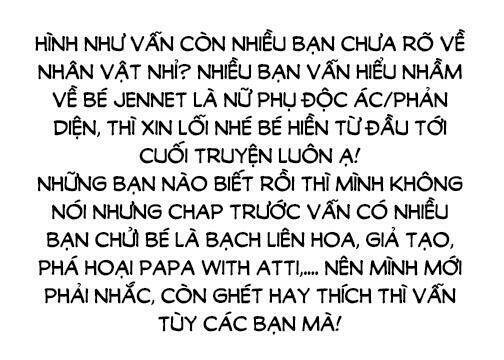 HÌNH NHƯ VẤN CÒN NHIỀU BẠN CHƯA RÕ VỀ
NHÂN VẬT NHỈ? NHIỀU BẠN VẤN HIỂU NHẦM
VỀ BÉ JENNET LÀ NỮ PHỤ ĐỘC ÁC/PHẢN
DIỆN, THÌ XIN LỖI NHÉ BÉ HIỀN TỪ ĐẦU TỚI
CUỐI TRUYỆN LUÔN Ạ!
NHỮNG BẠN NÀO BIẾT RỒI THÌ MÌNH KHÔNG
NÓI NHƯNG CHAP TRƯỚC VẤN CÓ NHIỀU
BẠN CHỬI BÉ LÀ BẠCH LIÊN HOA, GIẢ TẠO,
PHÁ HOẠI PAPA WITH ATTI,.... NÊN MÌNH MỚI
PHẢI NHẮC, CÒN GHÉT HAY THÍCH THÌ VẤN
TÙY CÁC BẠN MÀ!